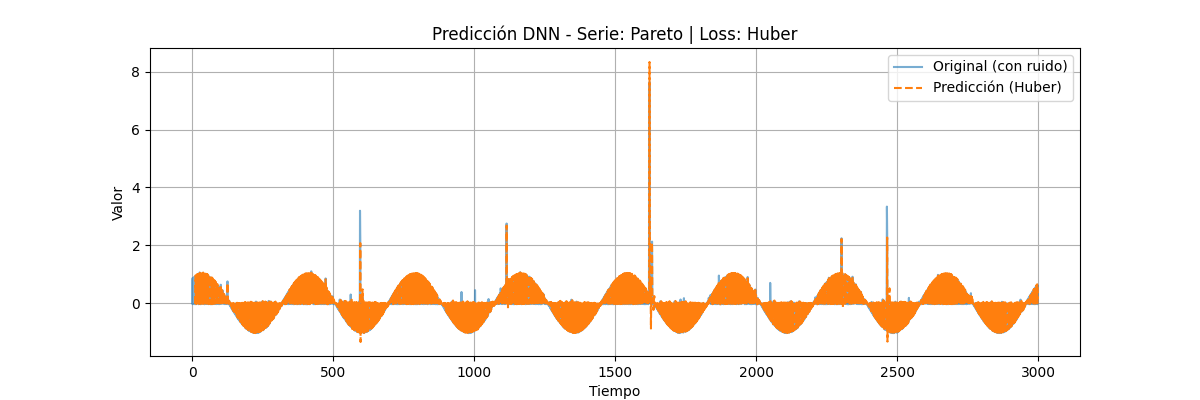 Predicción DNN - Serie: Pareto | Loss: Huber
Original (con ruido)
Predicción (Huber)
Valor
8
6
4
2
0
0
500
1000
1500
2000
2500
3000
Tiempo